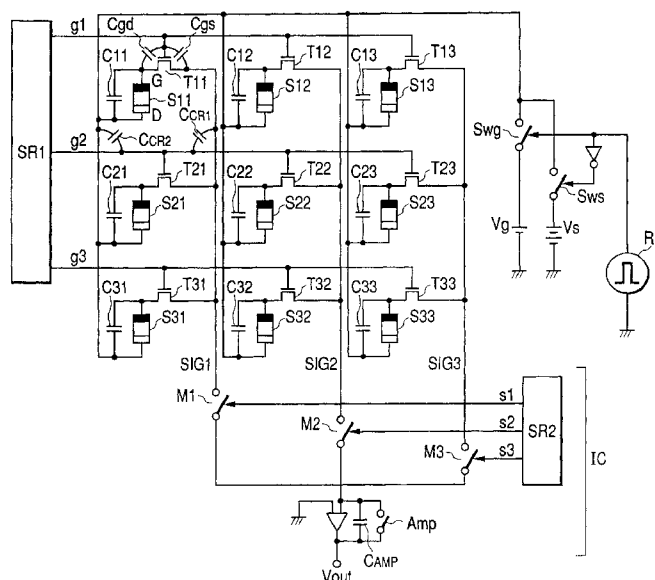 g1 Cgd Cgs
C11 T11 C12 T12 C13 T13
G S11 S12 S13
D CCR2 CCR1
SR1 g2 Swg
T21 T22 T23
C21 S21 C22 S22 C23 S23 Sws
Vg Vs R
g3
C31 T31 C32 T32 C33 T33
S31 S32 S33
SIG1 SIG2 SIG3
M1 s1
M2 s2 SR2 IC
M3 s3
Amp
CAMP
Vout